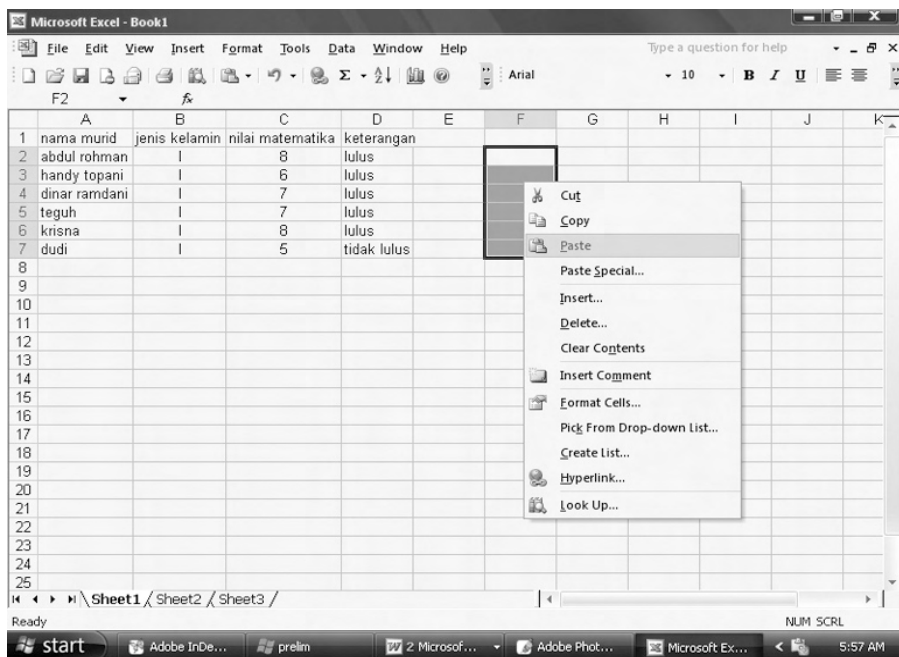 Microsoft Excel - Book1
File Edit View Insert Format Tools Data Window Help Type a question for help
Arial 10 B I U
F2 fx
A B C D E F G H I J K
1 nama murid jenis kelamin nilai matematika keterangan
2 abdul rohman l 8 lulus
3 handy topani l 6 lulus
4 dinar ramdani l 7 lulus
5 teguh l 7 lulus
6 krisna l 8 lulus
7 dudi l 5 tidak lulus
8
9
10
11
12
13
14
15
16
17
18
19
20
21
22
23
24
25
Cut
Copy
Paste
Paste Special...
Insert...
Delete...
Clear Contents
Insert Comment
Format Cells...
Pick From Drop-down List...
Create List...
Hyperlink...
Look Up...
Sheet1 Sheet2 Sheet3
Ready NUM SCRL
start Adobe InDe... prelim 2 Microsof... Adobe Phot... Microsoft Ex... 5:57 AM